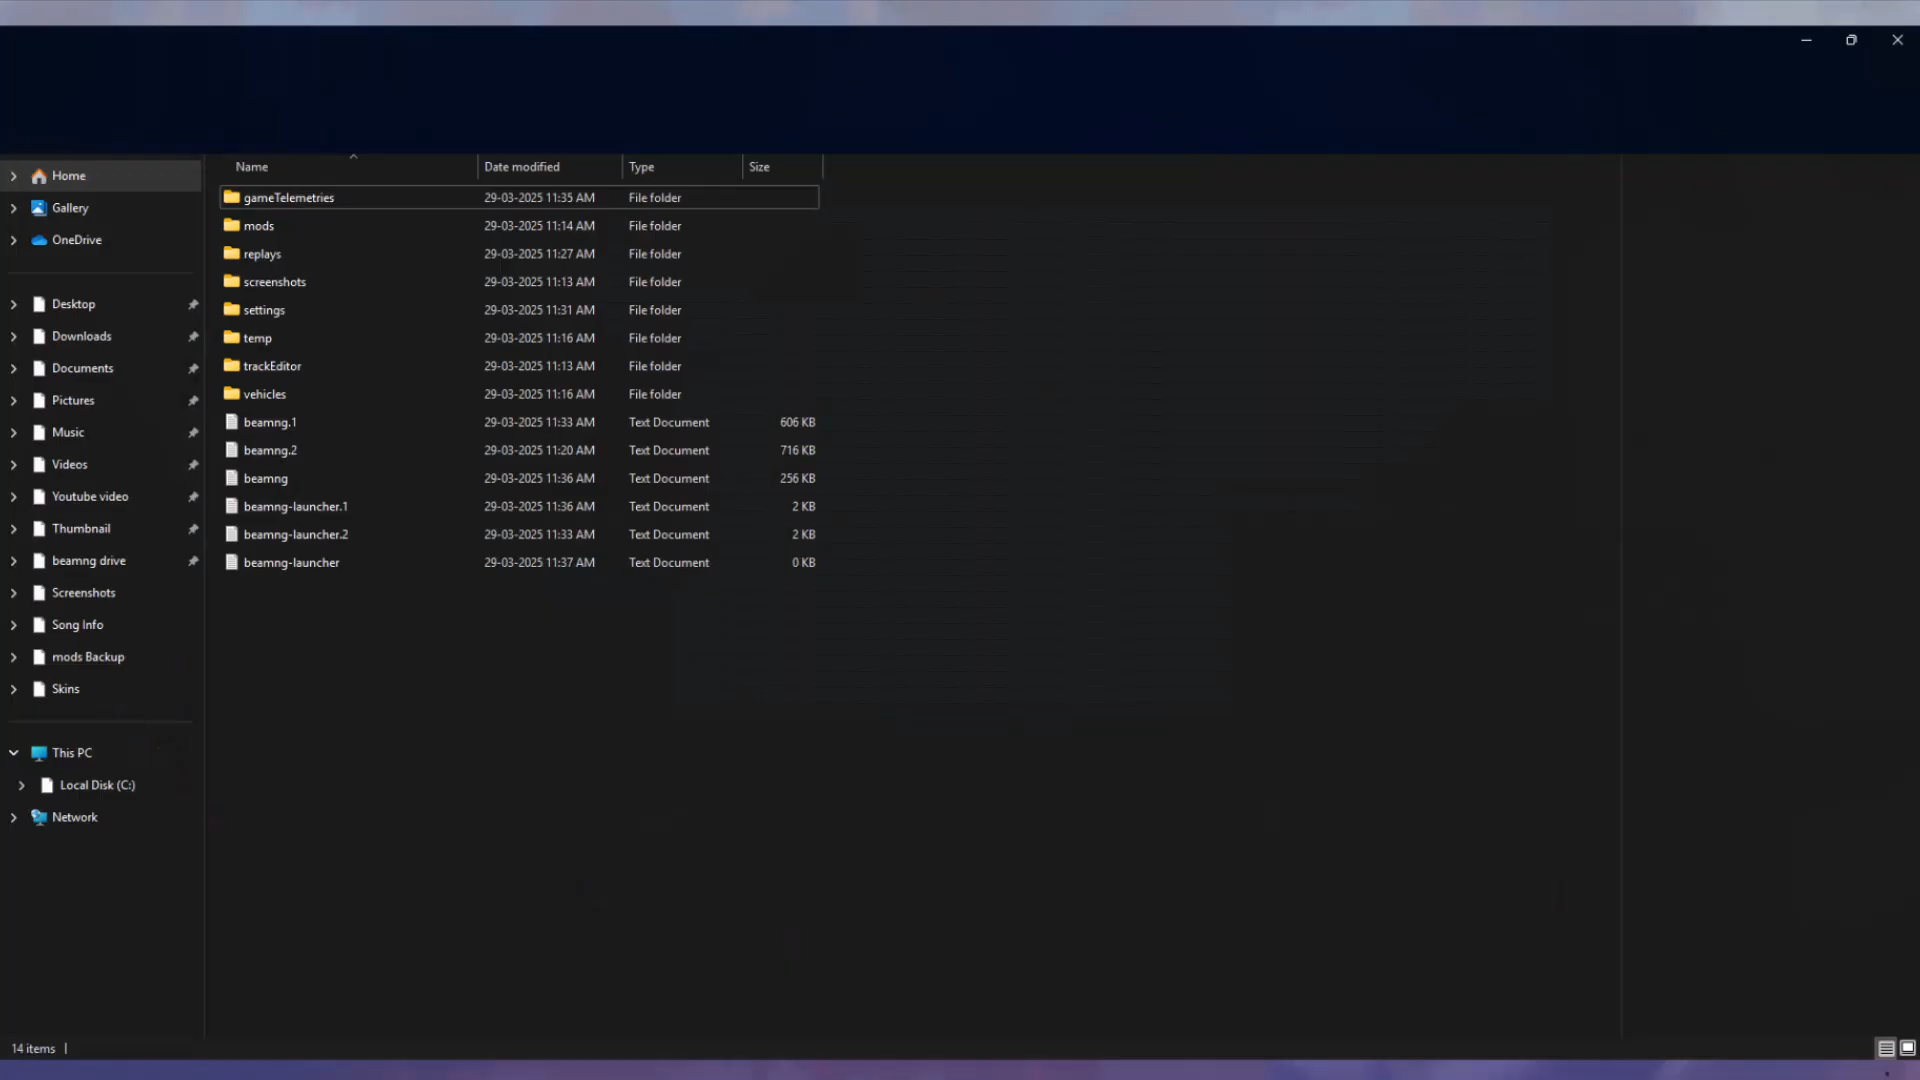 Name Date modified Type Size
Home
Gallery
OneDrive
Desktop
Downloads
Documents
Pictures
Music
Videos
Youtube video
Thumbnail
beamng drive
Screenshots
Song Info
mods Backup
Skins
This PC
Local Disk (C:)
Network
gameTelemetries 29-03-2025 11:35 AM File folder
mods 29-03-2025 11:14 AM File folder
replays 29-03-2025 11:27 AM File folder
screenshots 29-03-2025 11:13 AM File folder
settings 29-03-2025 11:31 AM File folder
temp 29-03-2025 11:16 AM File folder
trackEditor 29-03-2025 11:13 AM File folder
vehicles 29-03-2025 11:16 AM File folder
beamng.1 29-03-2025 11:33 AM Text Document 606 KB
beamng.2 29-03-2025 11:20 AM Text Document 716 KB
beamng 29-03-2025 11:36 AM Text Document 256 KB
beamng-launcher.1 29-03-2025 11:36 AM Text Document 2 KB
beamng-launcher.2 29-03-2025 11:33 AM Text Document 2 KB
beamng-launcher 29-03-2025 11:37 AM Text Document 0 KB
14 items